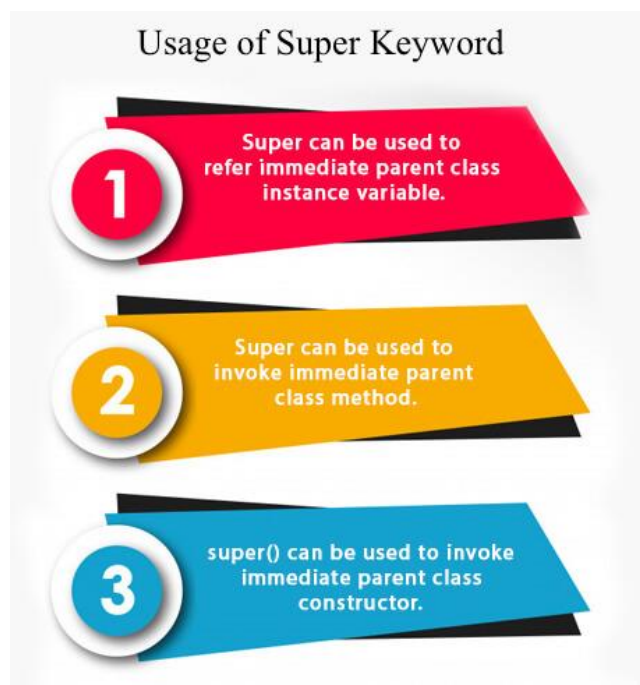 Usage of Super Keyword
1
Super can be used to
refer immediate parent class
instance variable.
2
Super can be used to
invoke immediate parent
class method.
3
super() can be used to invoke
immediate parent class
constructor.